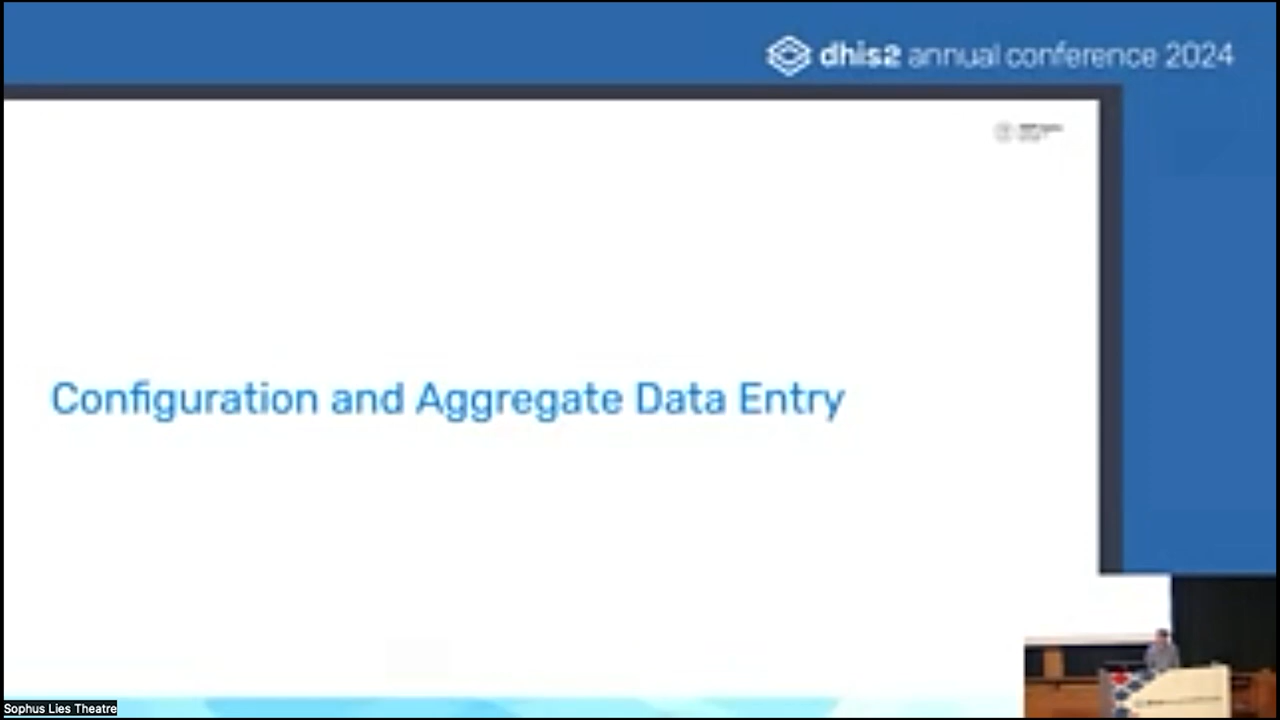 dhis2 annual conference 2024
Configuration and Aggregate Data Entry
Sophus Lies Theatre